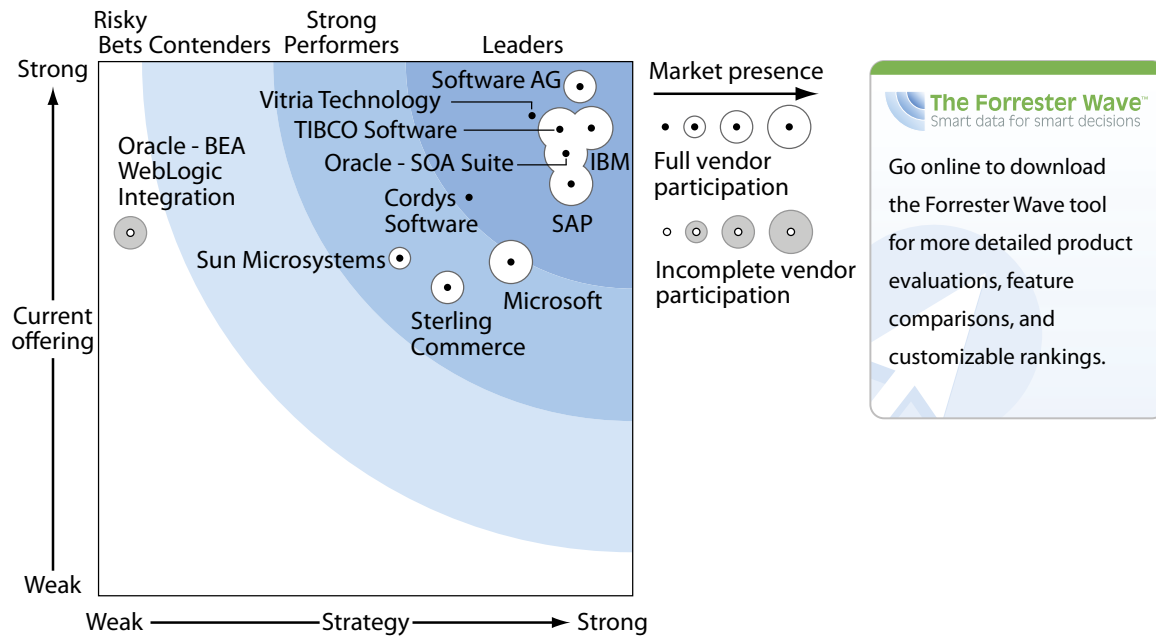 Risky
Bets
Contenders
Strong
Performers
Leaders
Strong
Current
offering
Weak
Weak
Strategy
Strong
Software AG
Vitria Technology
TIBCO Software
Oracle - SOA Suite
IBM
Oracle - BEA
WebLogic
Integration
Cordys
Software
SAP
Sun Microsystems
Microsoft
Sterling
Commerce
Market presence
Full vendor
participation
Incomplete vendor
participation
The Forrester Wave™
Smart data for smart decisions
Go online to download
the Forrester Wave tool
for more detailed product
evaluations, feature
comparisons, and
customizable rankings.